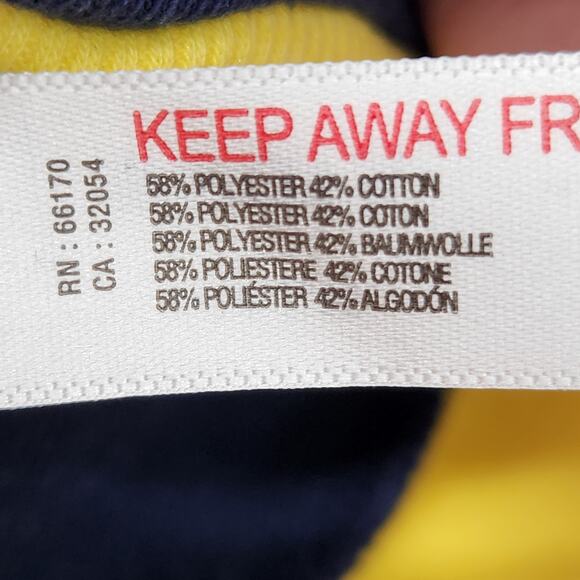 KEEP AWAY FR
58% POLYESTER 42% COTTON
58% POLYESTER 42% COTON
58% POLYESTER 42% BAUMWOLLE
58% POLIESTERE 42% COTONE
58% POLIÉSTER 42% ALGODÓN
RN : 66170
CA : 32054